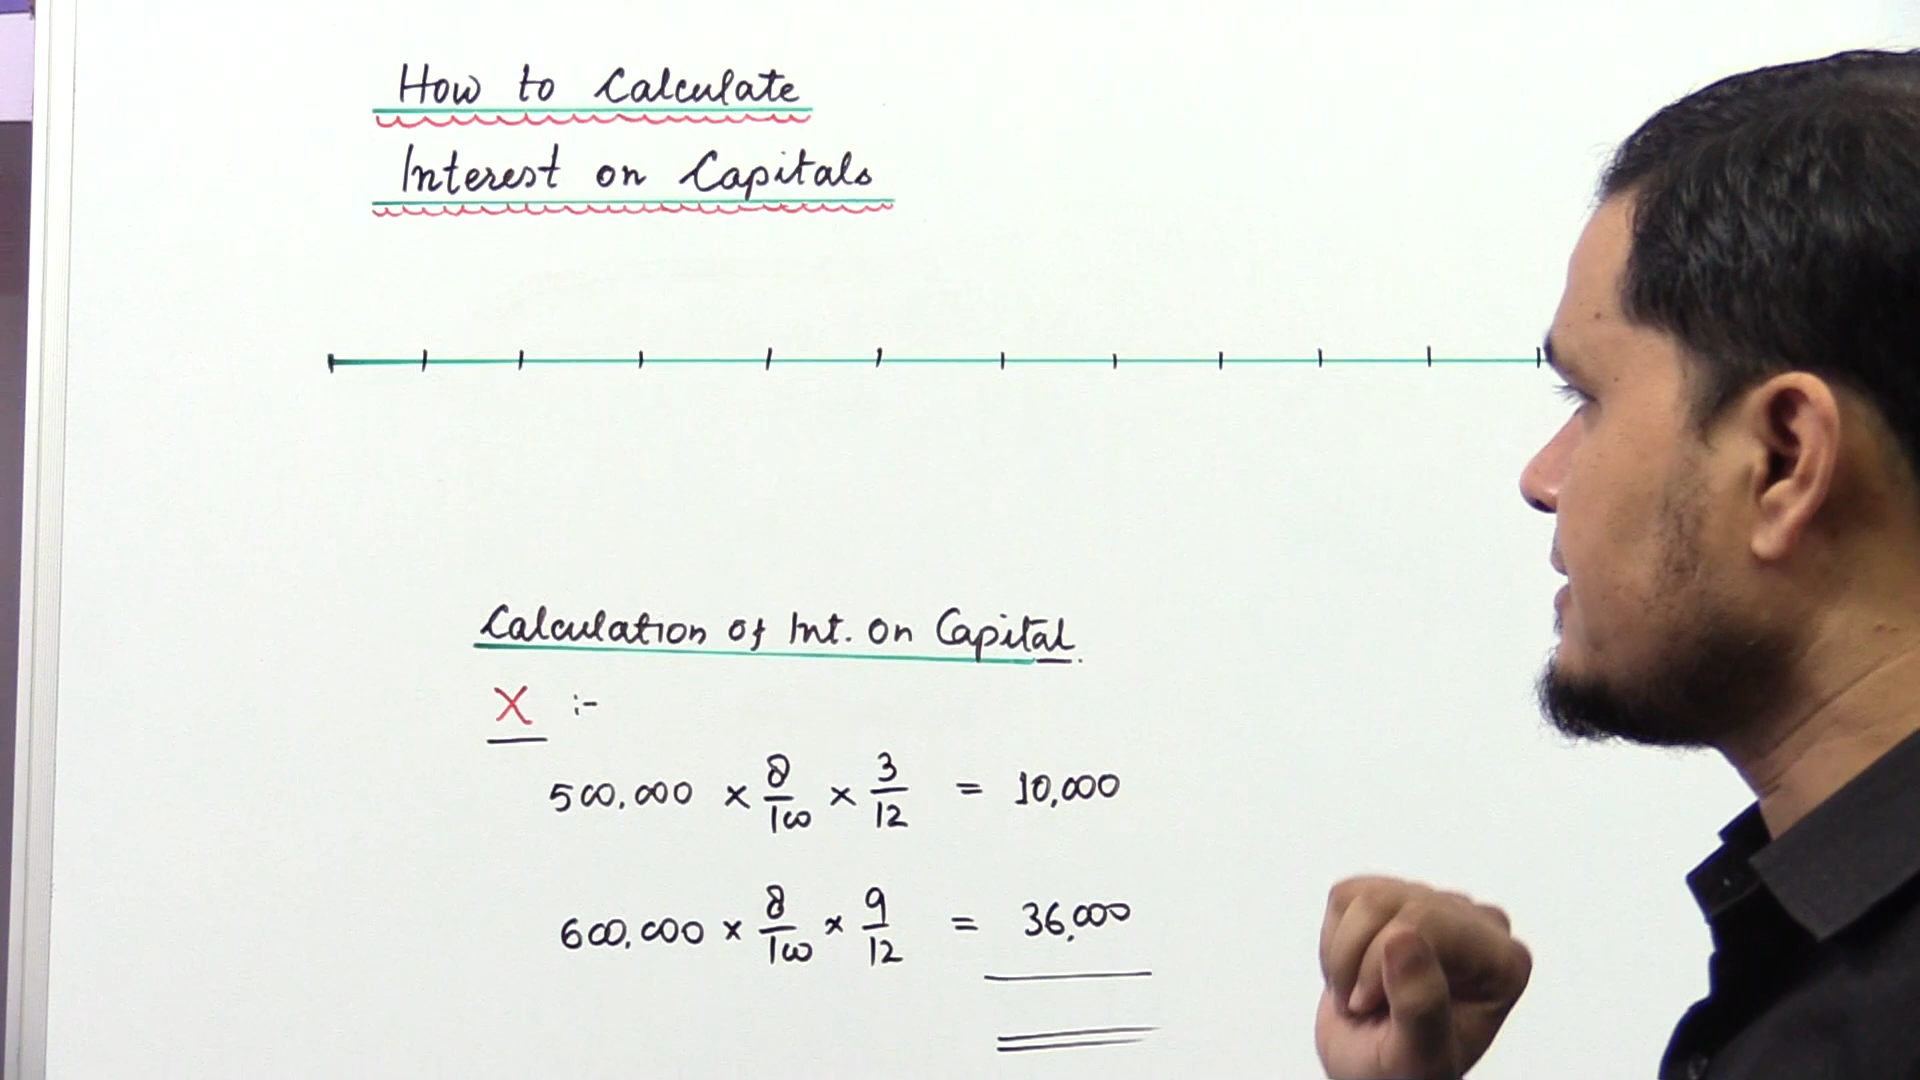 How to Calculate
Interest on Capitals
Calculation of Int. On Capital.
X :-
500,000 × 8/100 × 3/12 = 10,000
600,000 × 8/100 × 9/12 = 36,000